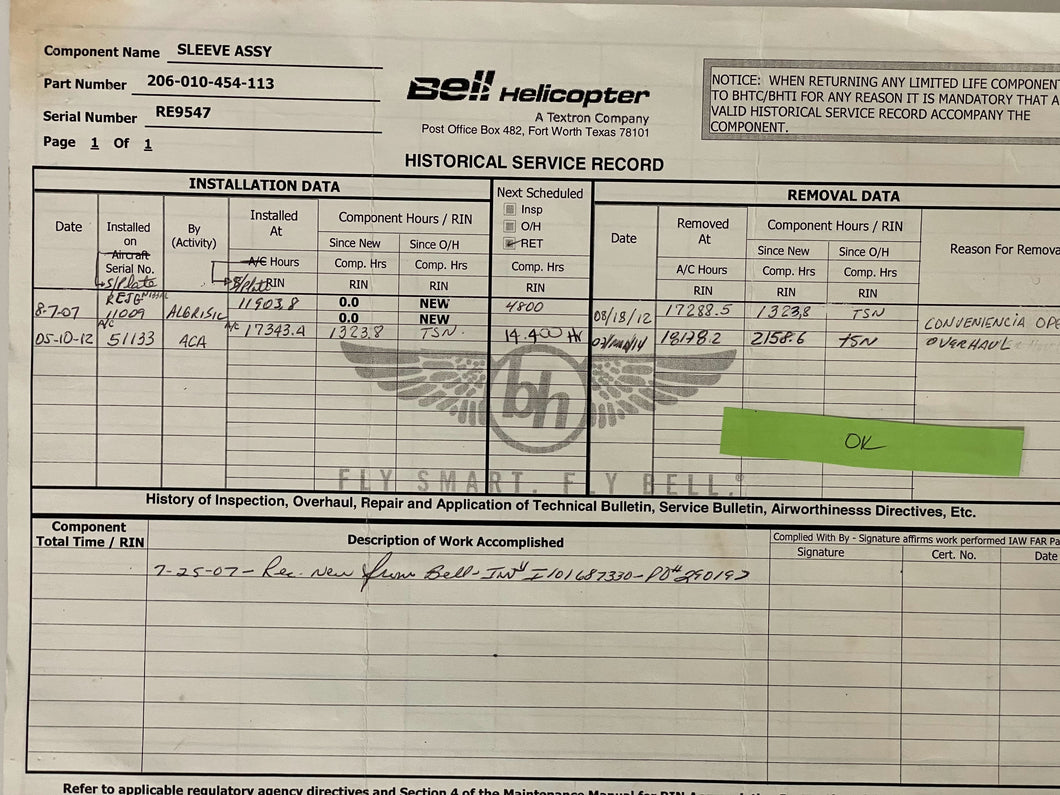 Component Name SLEEVE ASSY
Part Number 206-010-454-113
Serial Number RE9547
Page 1 Of 1
Bell Helicopter
A Textron Company
Post Office Box 482, Fort Worth Texas 78101
NOTICE: WHEN RETURNING ANY LIMITED LIFE COMPONENT
TO BHTC/BHTI FOR ANY REASON IT IS MANDATORY THAT A
VALID HISTORICAL SERVICE RECORD ACCOMPANY THE
COMPONENT.
HISTORICAL SERVICE RECORD
INSTALLATION DATA
Next Scheduled
Insp
O/H
RET
Comp. Hrs
RIN
REMOVAL DATA
Date
Installed
on
Aircraft
Serial No.
S/Plate
By
(Activity)
Installed
At
A/C Hours
S/Plate RIN
Component Hours / RIN
Since New
Since O/H
Comp. Hrs
Comp. Hrs
RIN
RIN
Date
Removed
At
A/C Hours
RIN
Component Hours / RIN
Since New
Since O/H
Comp. Hrs
Comp. Hrs
RIN
RIN
Reason For Remova
8-7-07 11009 11903.8 0.0 NEW 4800 17288.5 1323,8 TSN CONVENIENCIA OPE
0.0 NEW
05-10-12 A/C 51133 ACA A/C 17343.4 1323,8 TSN. 14.400 Hr 18178.2 2158.6 TSN OVERHAUL
bh
OK
FLY SMART. FLY BELL.
History of Inspection, Overhaul, Repair and Application of Technical Bulletin, Service Bulletin, Airworthinesss Directives, Etc.
Component
Total Time / RIN
Description of Work Accomplished
Complied With By - Signature affirms work performed IAW FAR Pa
Signature
Cert. No.
Date
7-25-07- Rec. New from Bell- INV# I101687330- PO# 290192
Refer to applicable regulatory agency directives and Section 4 of the Maintenance Manual for RIN